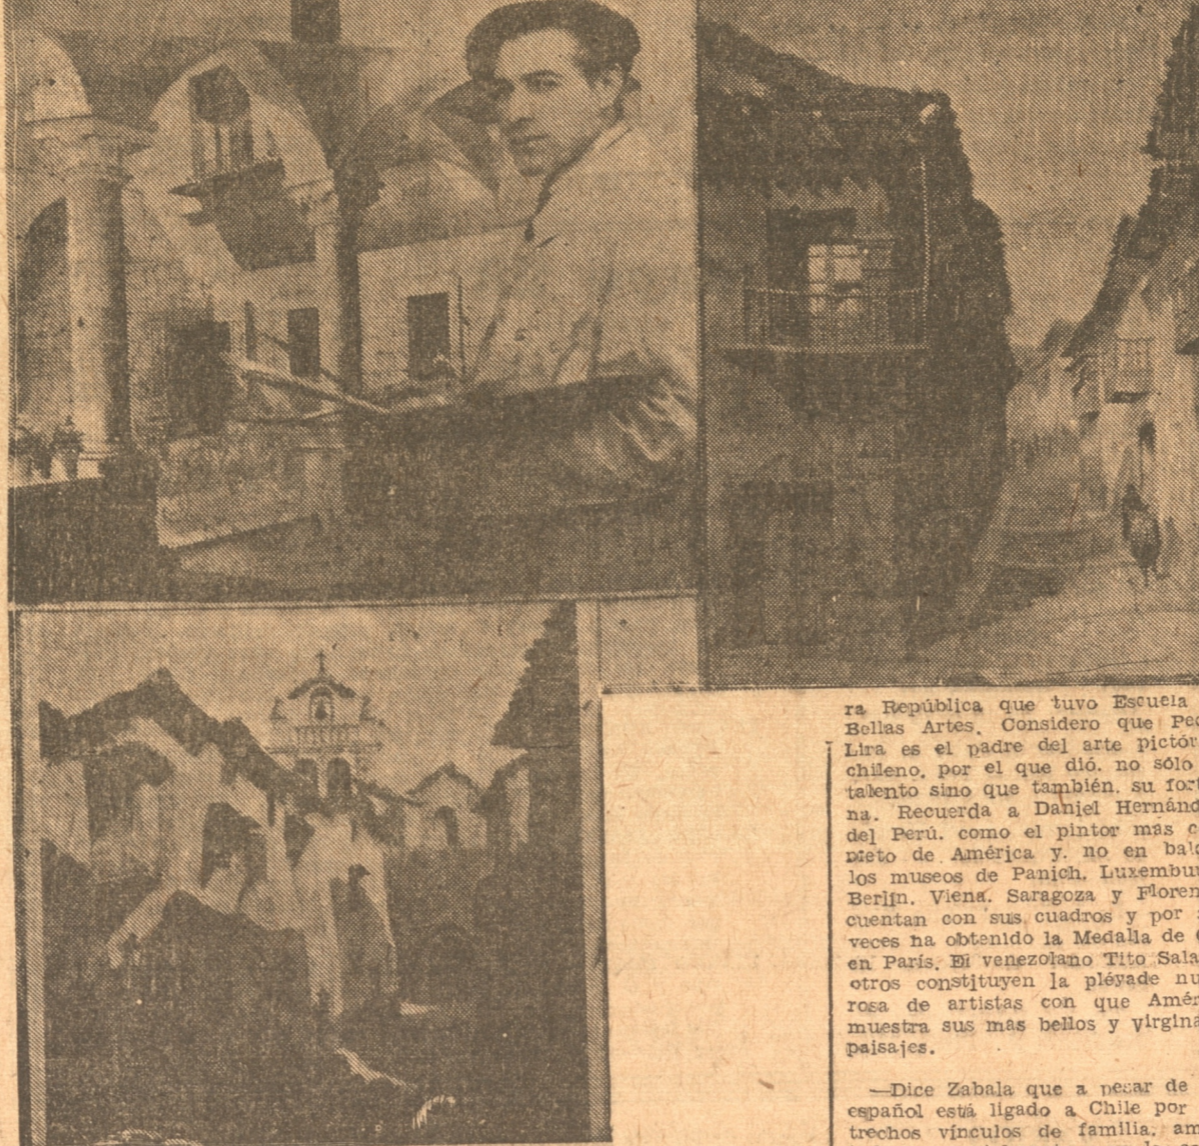 ra República que tuvo Escuela
Bellas Artes. Considero que Pe
Lira es el padre del arte pictór
chileno, por el que dió, no sólo
talento sino que también, su for
na. Recuerda a Daniel Hernánd
del Perú, como el pintor mas c
pleto de América y, no en bal
los museos de Panich, Luxembu
Berlin, Viena, Saragoza y Floren
cuentan con sus cuadros y por
veces ha obtenido la Medalla de
en París. El venezolano Tito Sala
otros constituyen la pléyade nu
rosa de artistas con que Amér
muestra sus mas bellos y virgina
paisajes.
—Dice Zabala que a pesar de
español está ligado a Chile por
trechos vínculos de familia, am